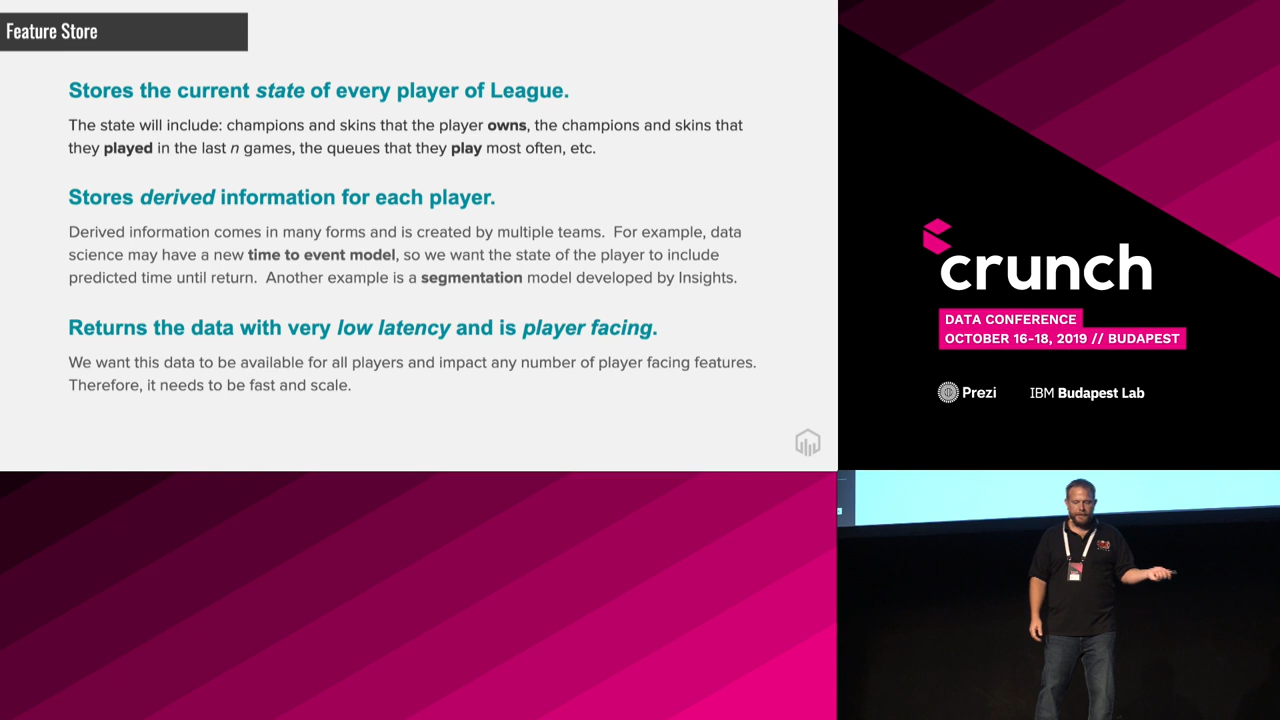 Feature Store
Stores the current state of every player of League.
The state will include: champions and skins that the player owns, the champions and skins that
they played in the last n games, the queues that they play most often, etc.
Stores derived information for each player.
Derived information comes in many forms and is created by multiple teams. For example, data
science may have a new time to event model, so we want the state of the player to include
predicted time until return. Another example is a segmentation model developed by Insights.
Returns the data with very low latency and is player facing.
We want this data to be available for all players and impact any number of player facing features.
Therefore, it needs to be fast and scale.
crunch
DATA CONFERENCE
OCTOBER 16-18, 2019 // BUDAPEST
Prezi
IBM Budapest Lab